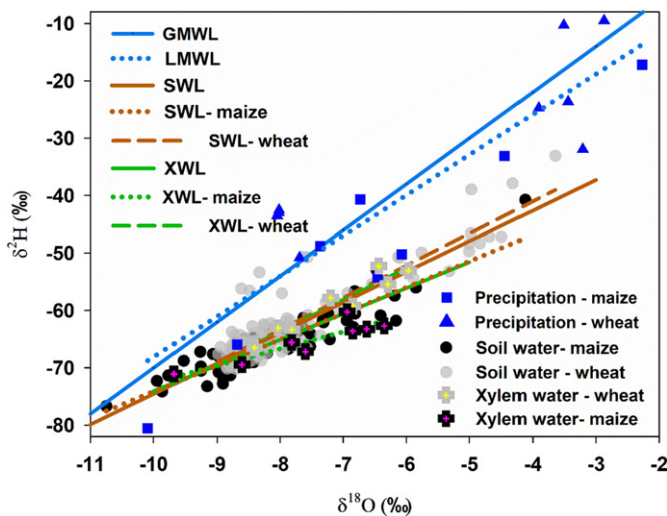 -10
-20
-30
-40
-50
-60
-70
-80
δ²H (‰)
GMWL
LMWL
SWL
SWL- maize
SWL- wheat
XWL
XWL- maize
XWL- wheat
Precipitation - maize
Precipitation - wheat
Soil water- maize
Soil water - wheat
Xylem water - wheat
Xylem water- maize
-11 -10 -9 -8 -7 -6 -5 -4 -3 -2
δ¹⁸O (‰)